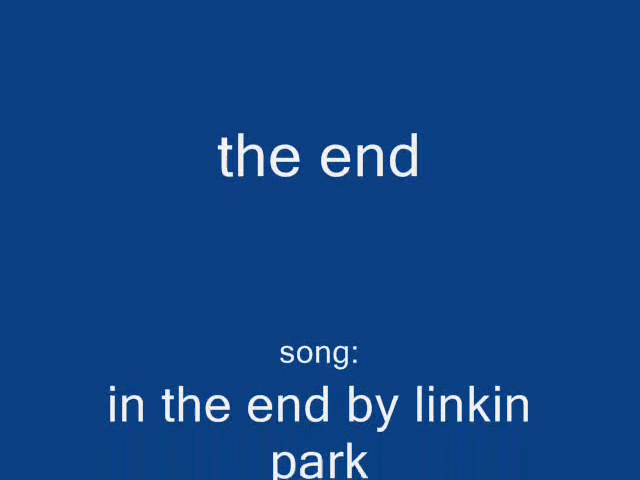 the end
song:
in the end by linkin
park